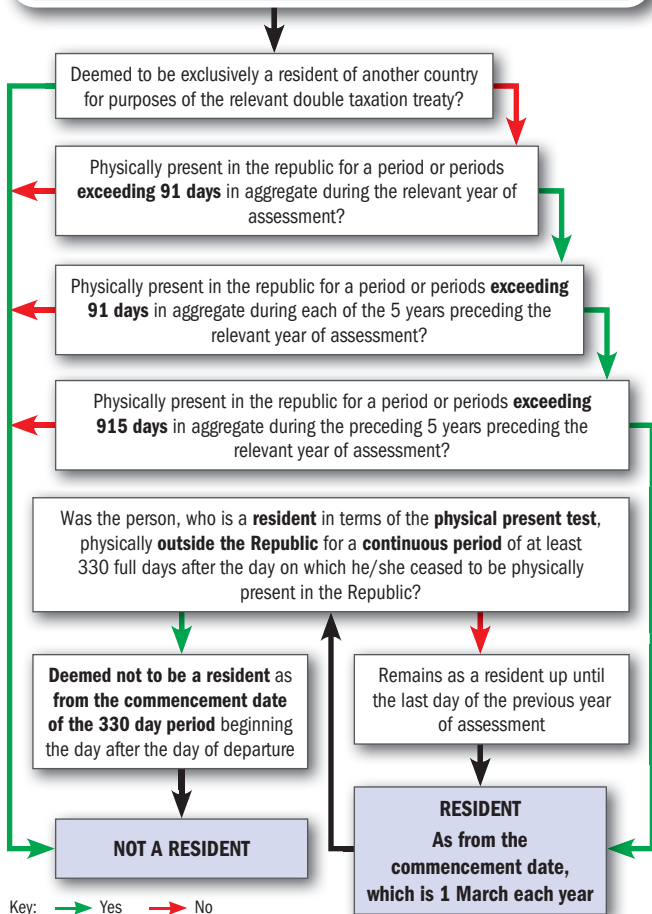 Deemed to be exclusively a resident of another country
for purposes of the relevant double taxation treaty?
Physically present in the republic for a period or periods
exceeding 91 days in aggregate during the relevant year of
assessment?
Physically present in the republic for a period or periods exceeding
91 days in aggregate during each of the 5 years preceding the
relevant year of assessment?
Physically present in the republic for a period or periods exceeding
915 days in aggregate during the preceding 5 years preceding the
relevant year of assessment?
Was the person, who is a resident in terms of the physical present test,
physically outside the Republic for a continuous period of at least
330 full days after the day on which he/she ceased to be physically
present in the Republic?
Deemed not to be a resident as
from the commencement date
of the 330 day period beginning
the day after the day of departure
Remains as a resident up until
the last day of the previous year
of assessment
NOT A RESIDENT
RESIDENT
As from the
commencement date,
which is 1 March each year
Key: Yes No